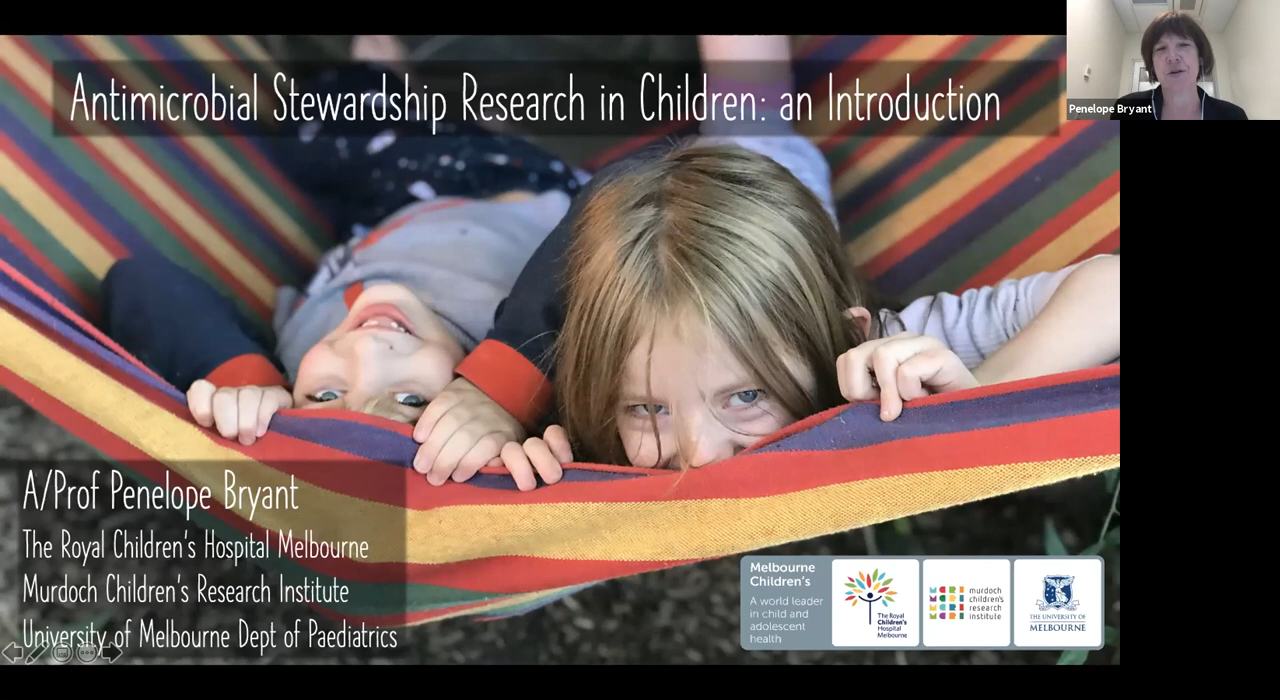 Antimicrobial Stewardship Research in Children: an Introduction
Penelope Bryant
A/Prof Penelope Bryant
The Royal Children's Hospital Melbourne
Murdoch Children's Research Institute
University of Melbourne Dept of Paediatrics
Melbourne
Children's
A world leader
in child and
adolescent
health
The Royal
Children's
Hospital
Melbourne
murdoch
children's
research
institute
THE UNIVERSITY OF
MELBOURNE